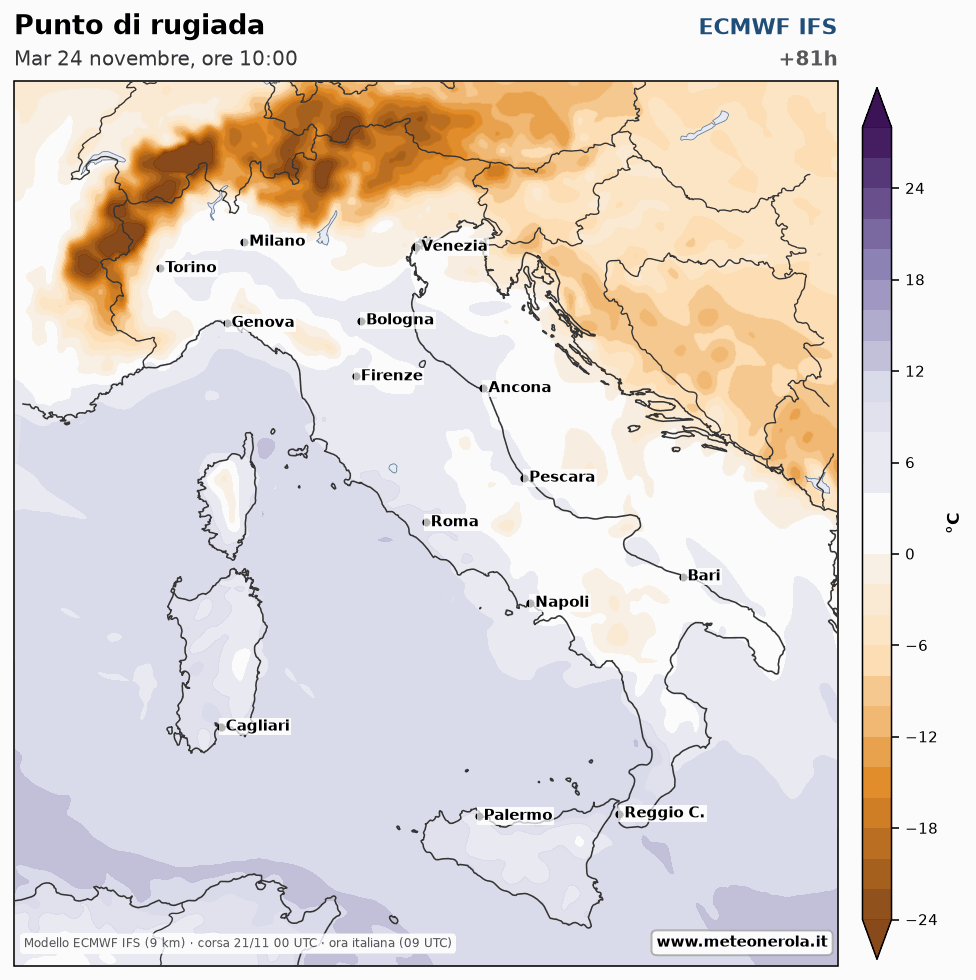 Punto di rugiada
ECMWF IFS
Mar 24 novembre, ore 10:00
+81h
Milano
Venezia
Torino
Genova
Bologna
Firenze
Ancona
Pescara
Roma
Bari
Napoli
Cagliari
Palermo
Reggio C.
24
18
12
6
0
−6
−12
−18
−24
°C
Modello ECMWF IFS (9 km) · corsa 21/11 00 UTC · ora italiana (09 UTC)
www.meteonerola.it